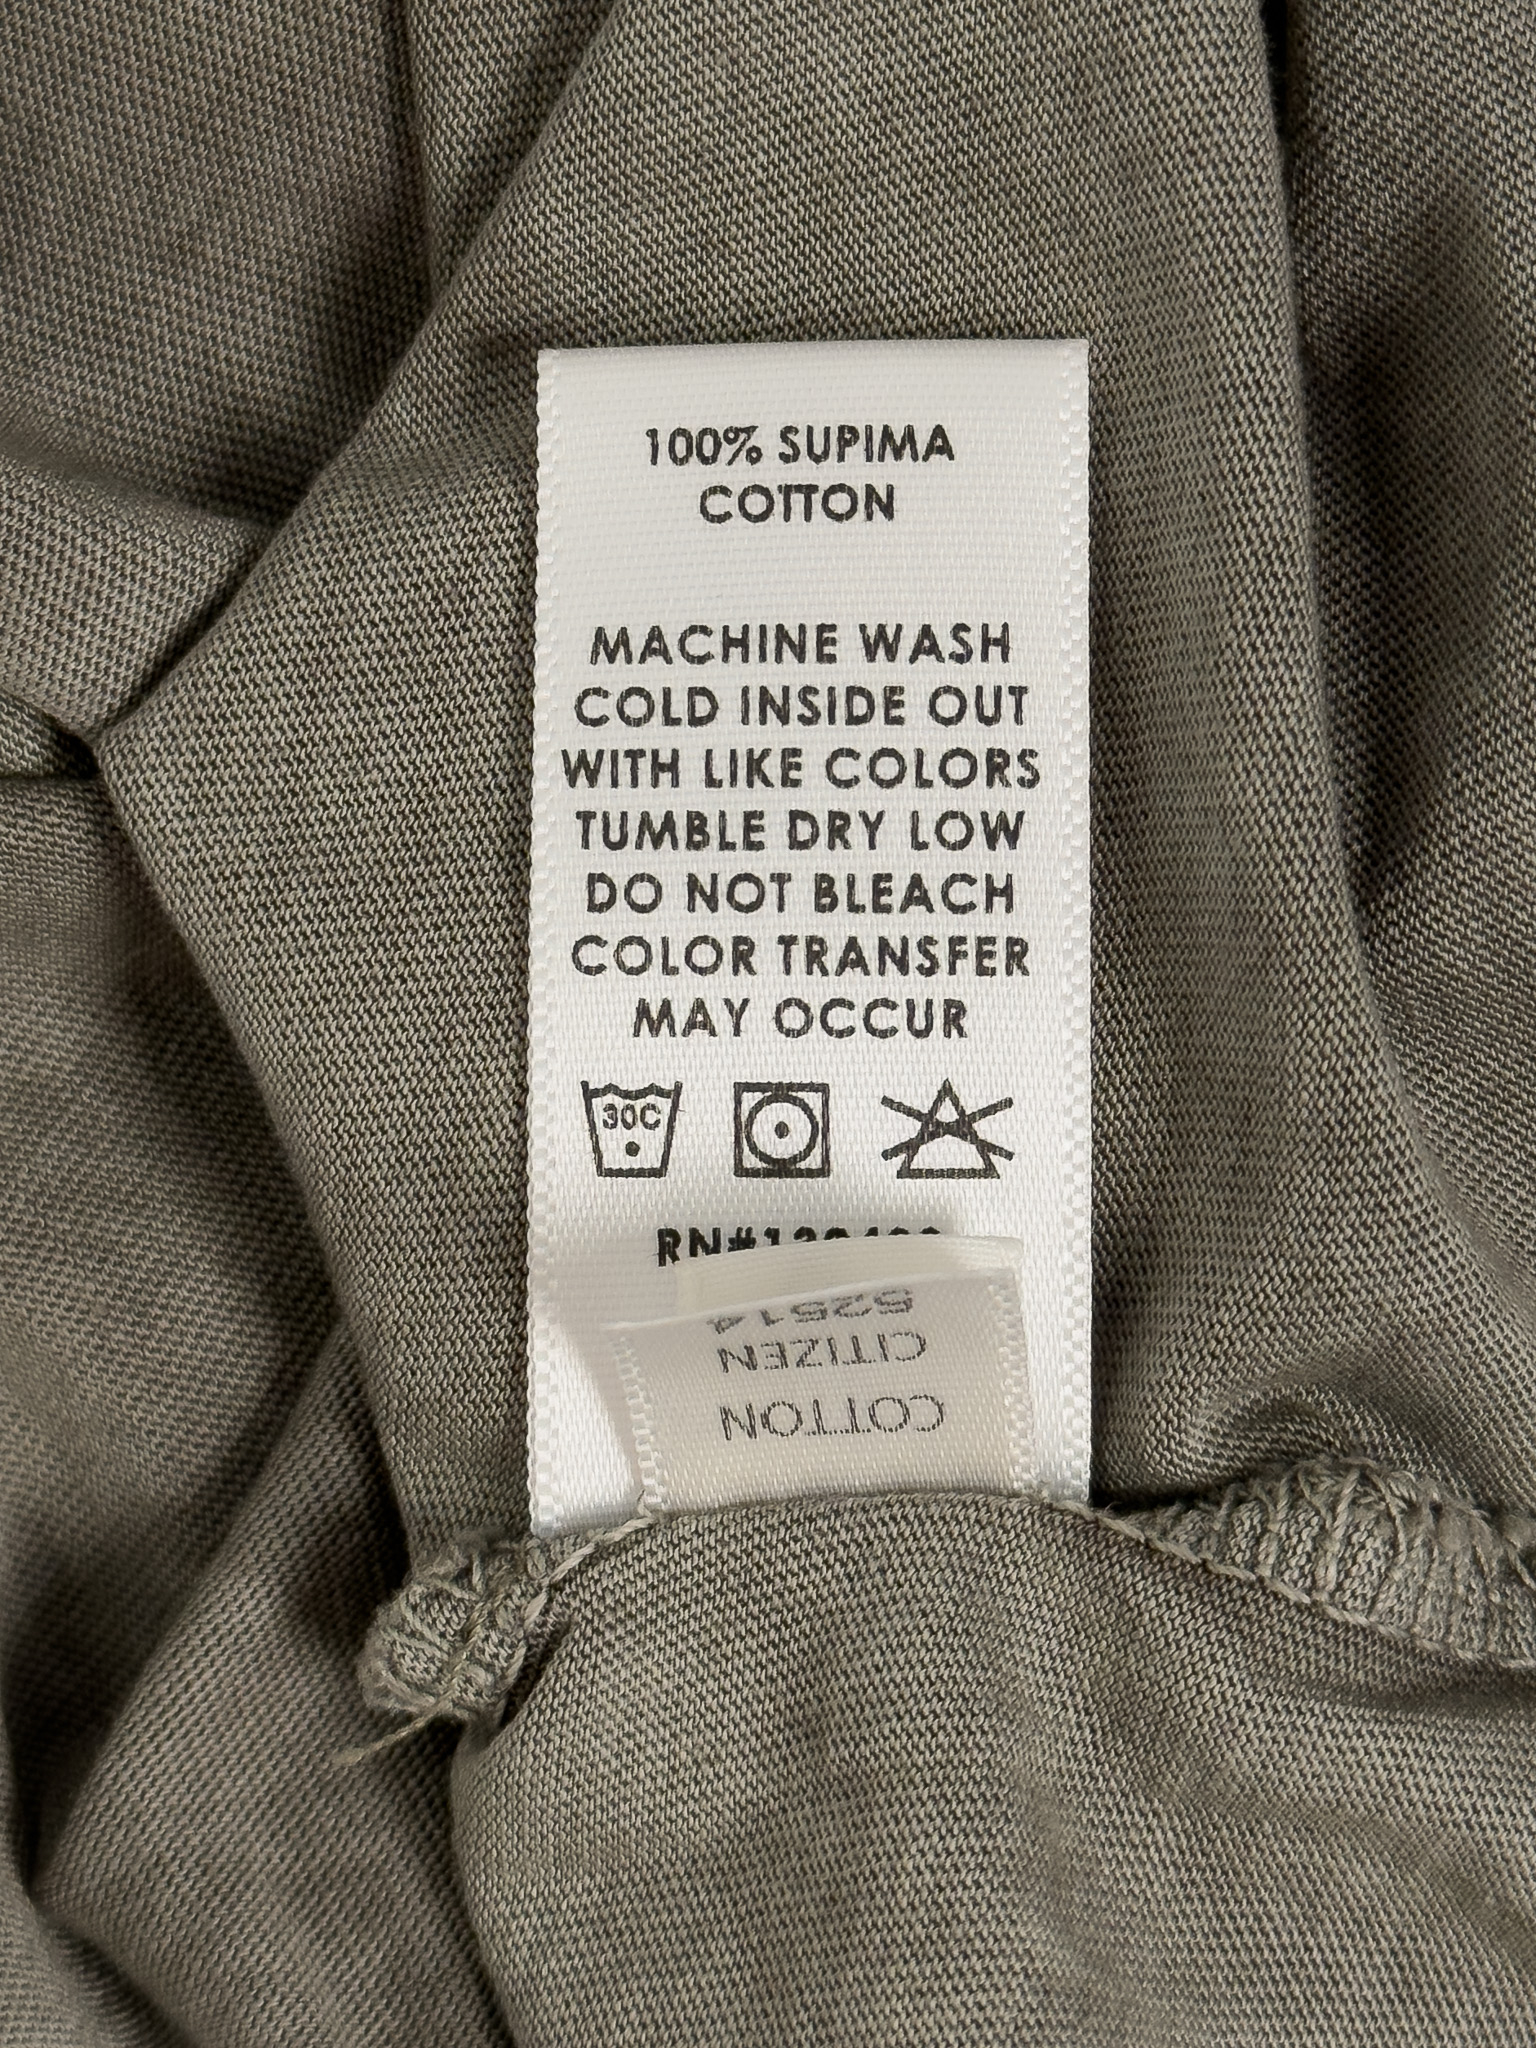 100% SUPIMA
COTTON
MACHINE WASH
COLD INSIDE OUT
WITH LIKE COLORS
TUMBLE DRY LOW
DO NOT BLEACH
COLOR TRANSFER
MAY OCCUR
30C
COTTON
CITIZEN
52514